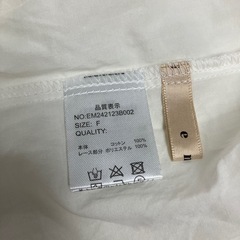 品質表示
NO:EM242123B002
SIZE: F
QUALITY:
本体 コットン 100%
レース部分 ポリエステル 100%
e